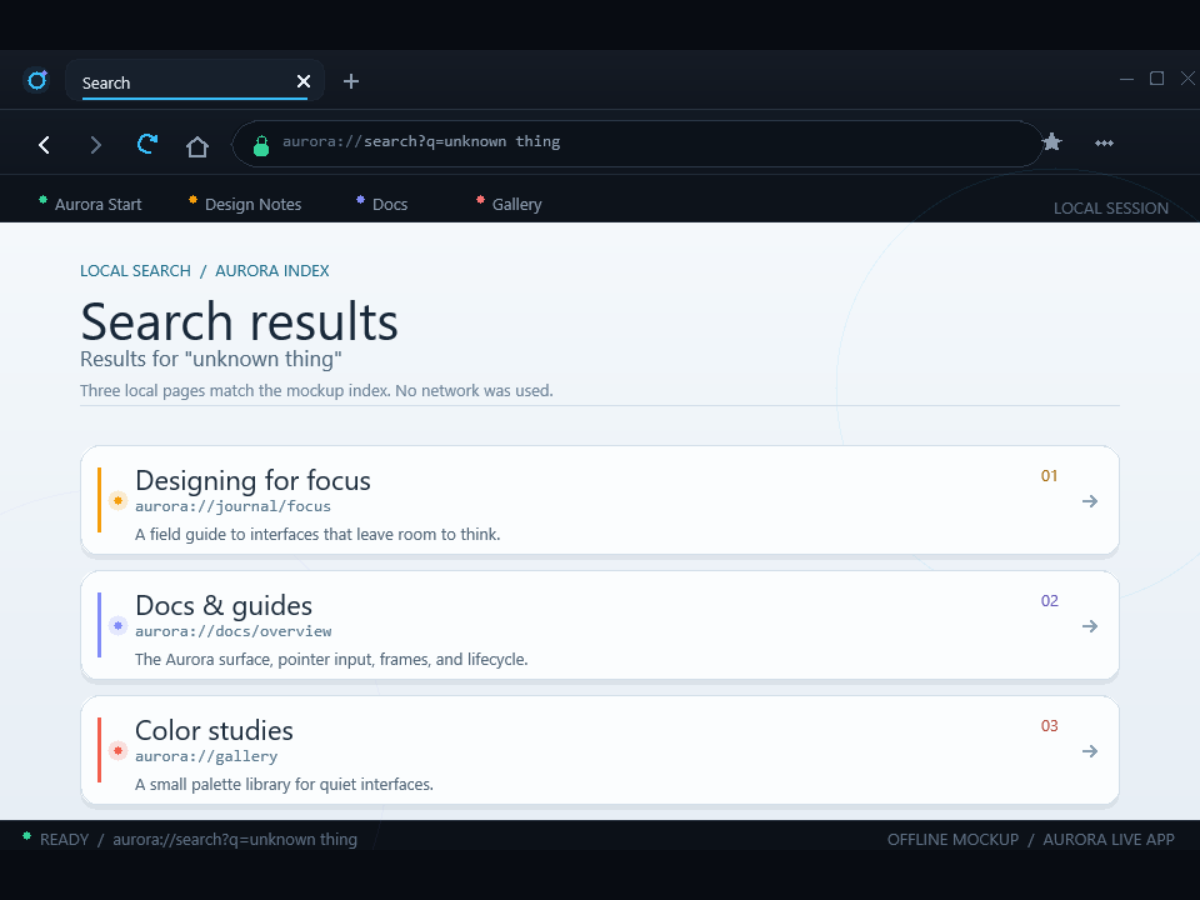 Search
aurora://search?q=unknown thing
Aurora Start
Design Notes
Docs
Gallery
LOCAL SESSION
LOCAL SEARCH / AURORA INDEX
Search results
Results for "unknown thing"
Three local pages match the mockup index. No network was used.
Designing for focus
01
aurora://journal/focus
A field guide to interfaces that leave room to think.
Docs & guides
02
aurora://docs/overview
The Aurora surface, pointer input, frames, and lifecycle.
Color studies
03
aurora://gallery
A small palette library for quiet interfaces.
READY / aurora://search?q=unknown thing
OFFLINE MOCKUP / AURORA LIVE APP